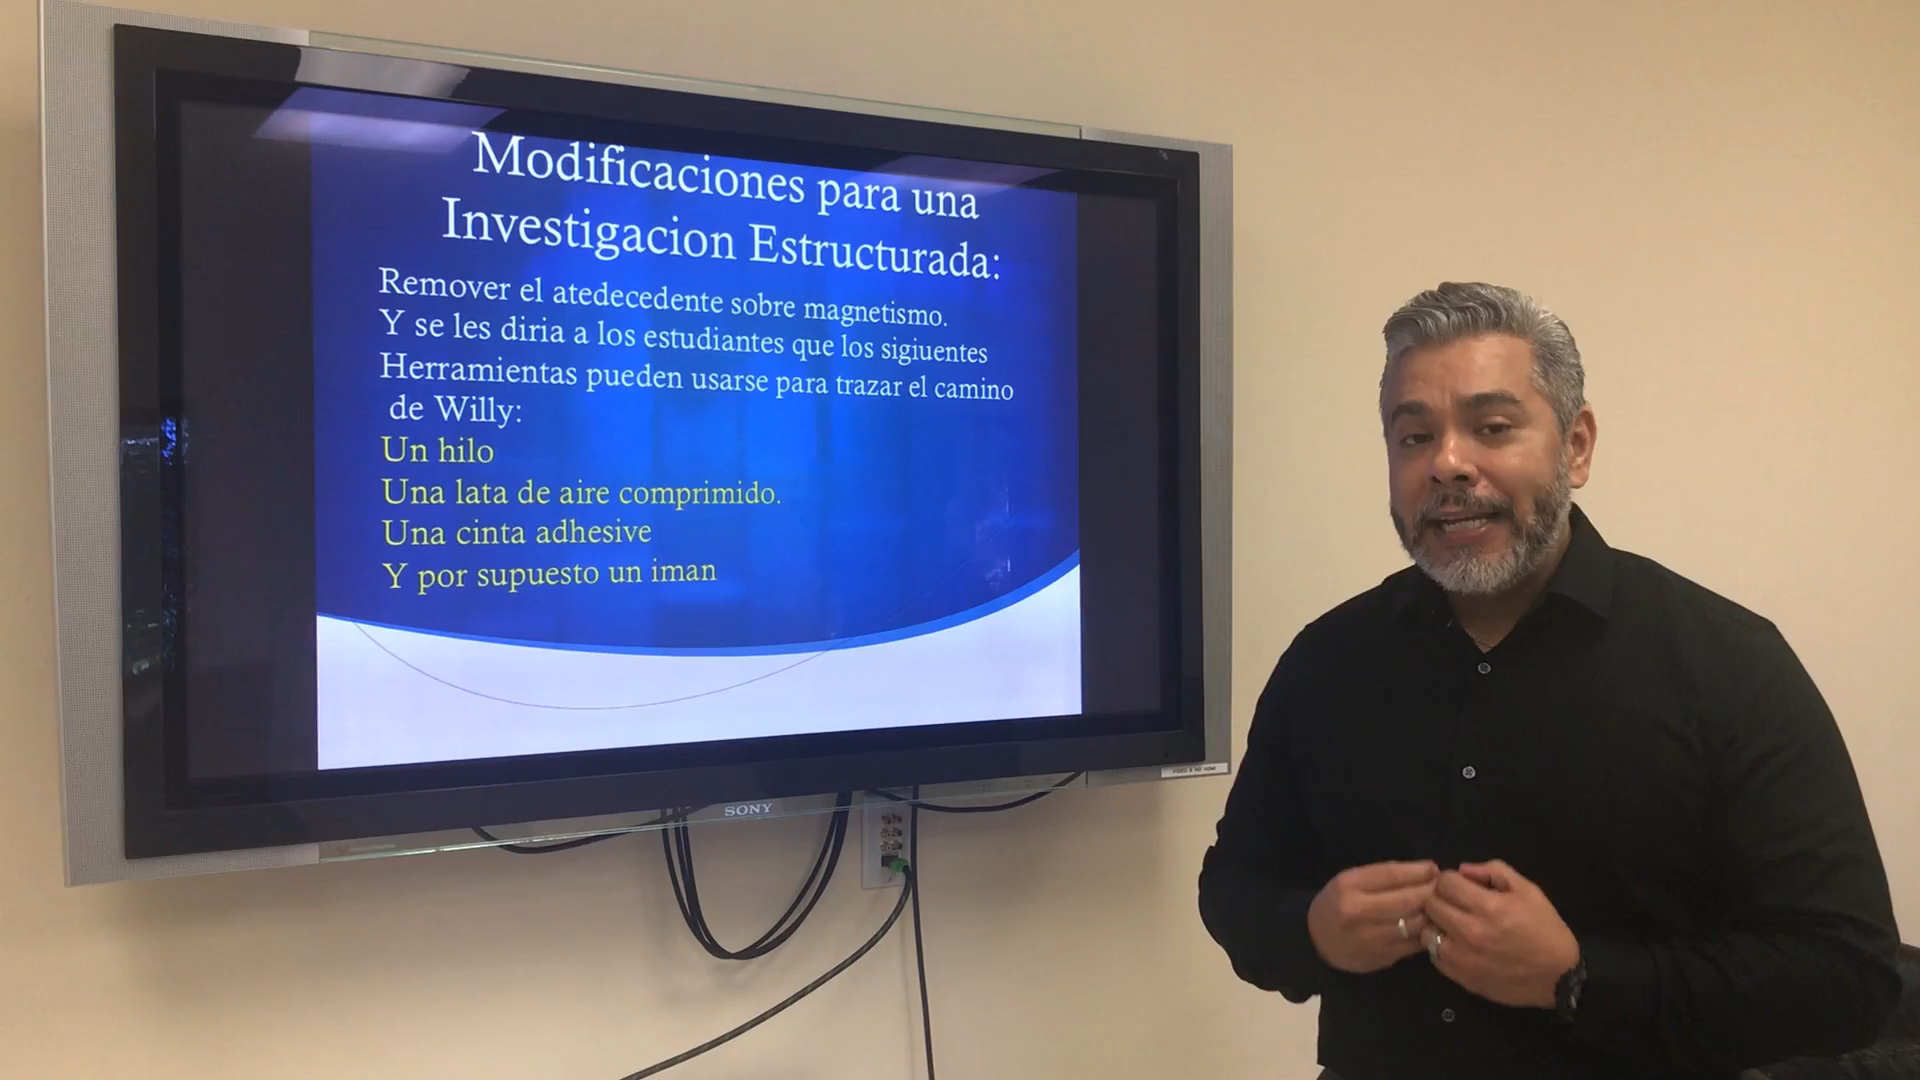 Modificaciones para una
Investigacion Estructurada:
Remover el atedecedente sobre magnetismo.
Y se les diria a los estudiantes que los sigiuentes
Herramientas pueden usarse para trazar el camino
de Willy:
Un hilo
Una lata de aire comprimido.
Una cinta adhesive
Y por supuesto un iman
SONY